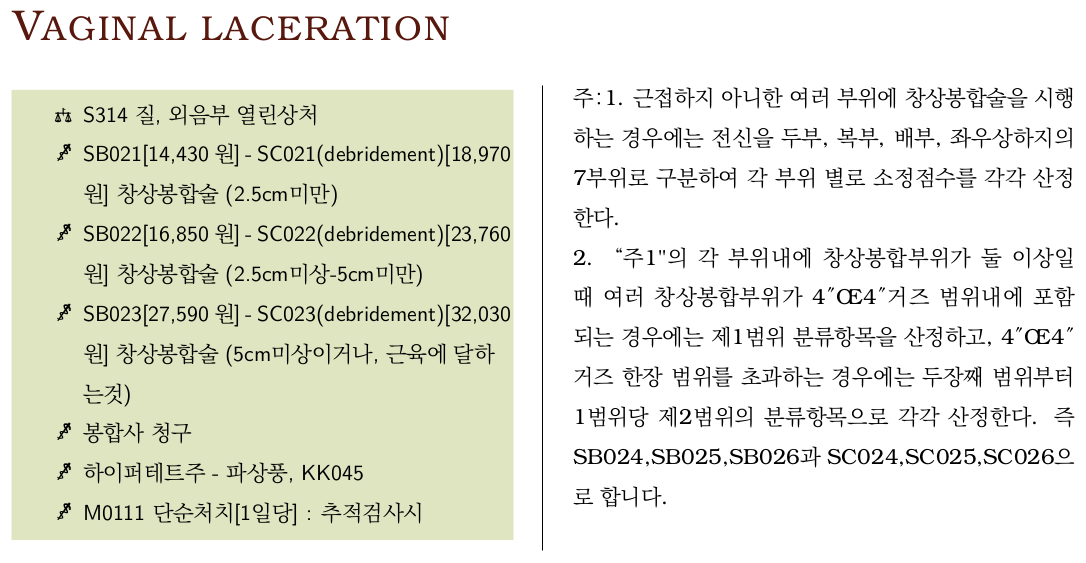 VAGINAL LACERATION
S314 질, 외음부 열린상처
SB021[14,430 원] - SC021(debridement)[18,970
원] 창상봉합술 (2.5cm미만)
SB022[16,850 원] - SC022(debridement)[23,760
원] 창상봉합술 (2.5cm미상-5cm미만)
SB023[27,590 원] - SC023(debridement)[32,030
원] 창상봉합술 (5cm미상이거나, 근육에 달하
는것)
봉합사 청구
하이퍼테트주 - 파상풍, KK045
M0111 단순처치[1일당] : 추적검사시
주:1. 근접하지 아니한 여러 부위에 창상봉합술을 시행
하는 경우에는 전신을 두부, 복부, 배부, 좌우상하지의
7부위로 구분하여 각 부위 별로 소정점수를 각각 산정
한다.
2. “주1"의 각 부위내에 창상봉합부위가 둘 이상일
때 여러 창상봉합부위가 4″Œ4″거즈 범위내에 포함
되는 경우에는 제1범위 분류항목을 산정하고, 4″Œ4″
거즈 한장 범위를 초과하는 경우에는 두장째 범위부터
1범위당 제2범위의 분류항목으로 각각 산정한다. 즉
SB024,SB025,SB026과 SC024,SC025,SC026으
로 합니다.